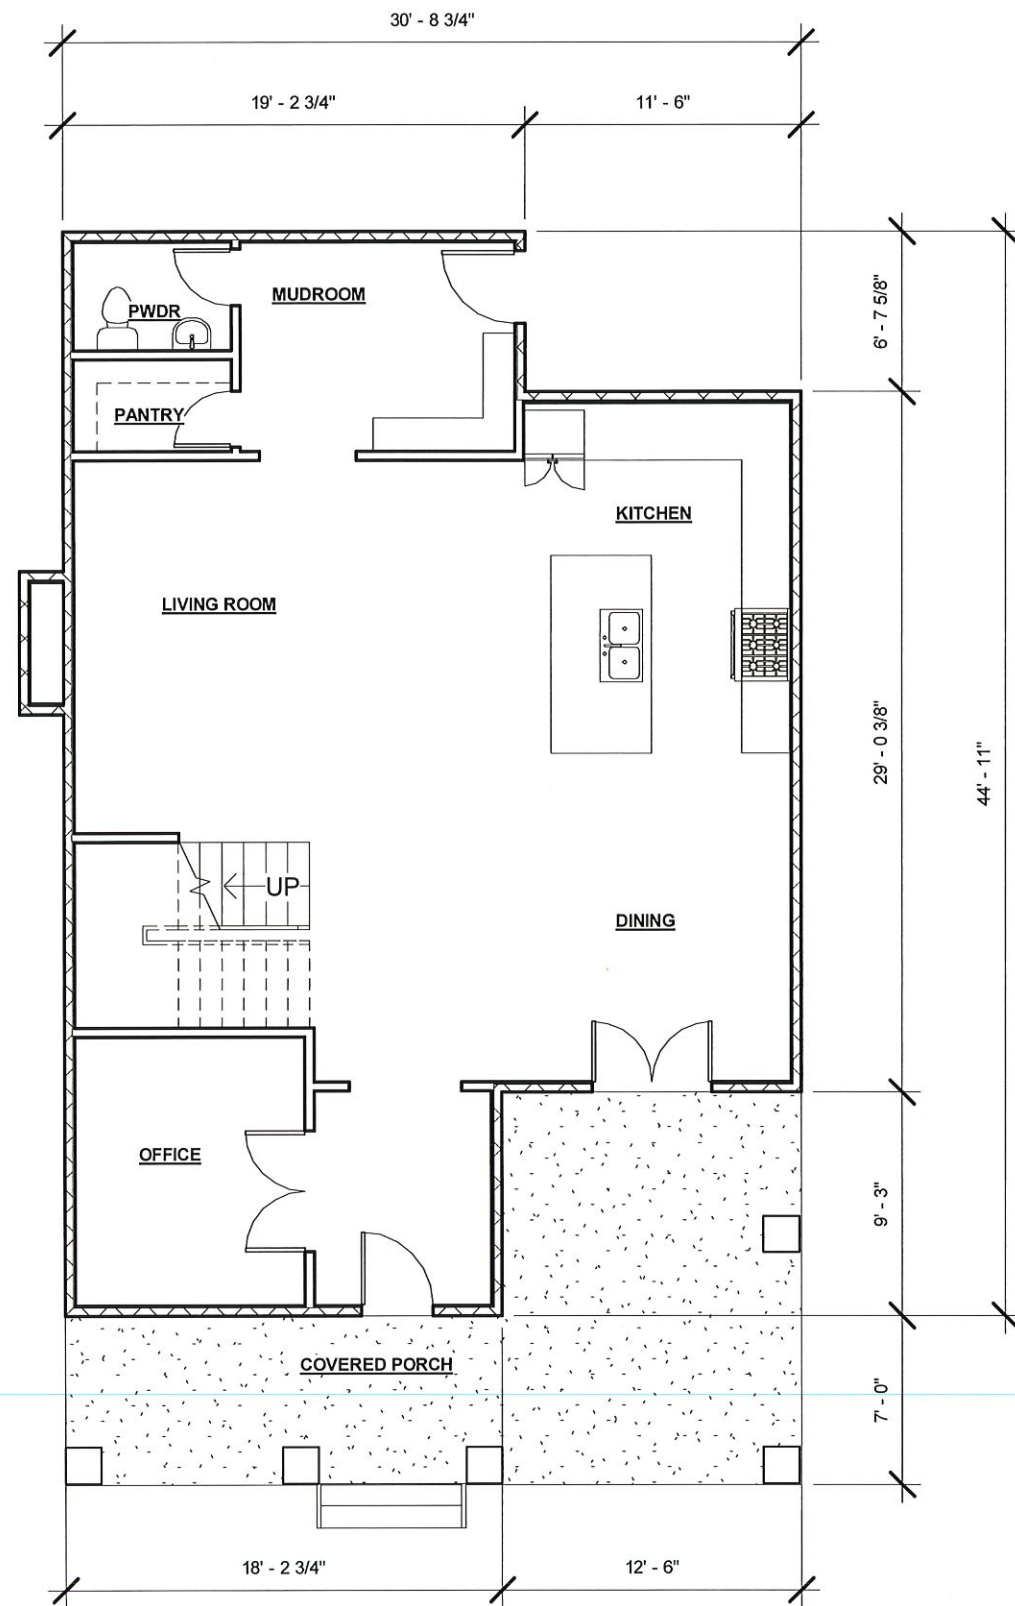 30' - 8 3/4"
19' - 2 3/4"
11' - 6"
PWDR
MUDROOM
6' - 7 5/8"
PANTRY
KITCHEN
LIVING ROOM
29' - 0 3/8"
44' - 11"
UP
DINING
OFFICE
9' - 3"
COVERED PORCH
7' - 0"
18' - 2 3/4"
12' - 6"